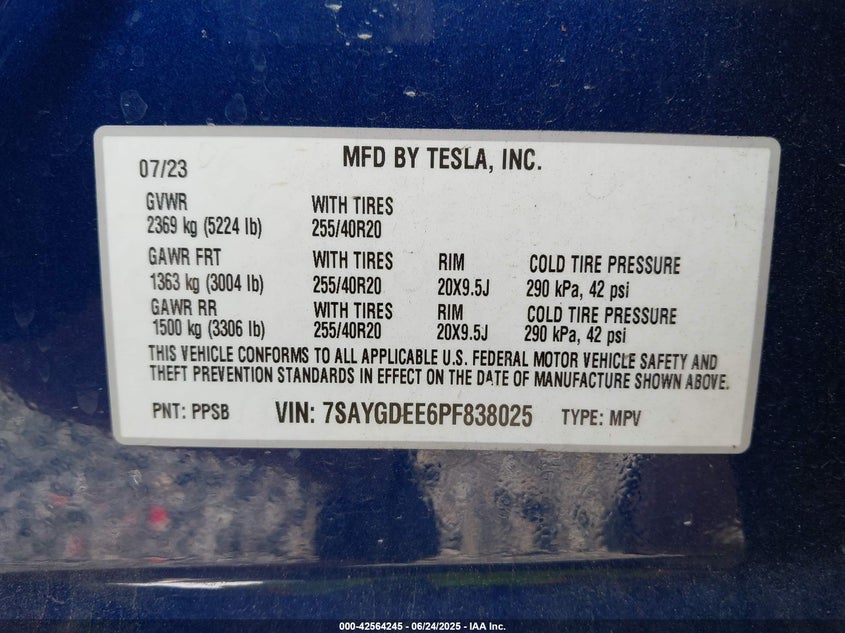 07/23 MFD BY TESLA, INC.
GVWR WITH TIRES
2369 kg (5224 lb) 255/40R20
GAWR FRT WITH TIRES RIM COLD TIRE PRESSURE
1363 kg (3004 lb) 255/40R20 20X9.5J 290 kPa, 42 psi
GAWR RR WITH TIRES RIM COLD TIRE PRESSURE
1500 kg (3306 lb) 255/40R20 20X9.5J 290 kPa, 42 psi
THIS VEHICLE CONFORMS TO ALL APPLICABLE U.S. FEDERAL MOTOR VEHICLE SAFETY AND
THEFT PREVENTION STANDARDS IN EFFECT ON THE DATE OF MANUFACTURE SHOWN ABOVE.
PNT: PPSB VIN: 7SAYGDEE6PF838025 TYPE: MPV
000-42564245 - 06/24/2025 - IAA Inc.